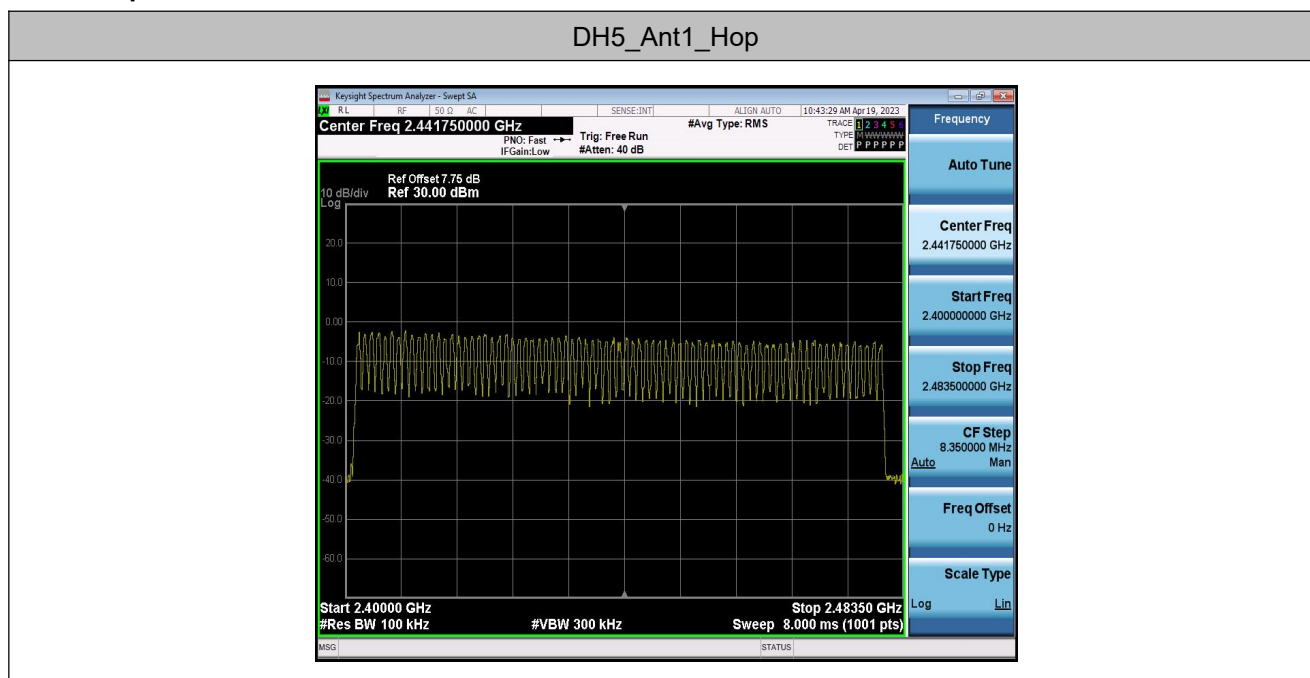 DH5_Ant1_Hop
Keysight Spectrum Analyzer - Swept SA
RL RF 50 Ω AC SENSE:INT ALIGN AUTO 10:43:29 AM Apr 19, 2023
Center Freq 2.441750000 GHz #Avg Type: RMS TRACE 1 2 3 4 5 6
PNO: Fast Trig: Free Run TYPE M WWWWW
IFGain:Low #Atten: 40 dB DET P P P P P P
Ref Offset 7.75 dB
10 dB/div Ref 30.00 dBm
Log
20.0
10.0
0.00
-10.0
-20.0
-30.0
-40.0
-50.0
-60.0
Start 2.40000 GHz Stop 2.48350 GHz
#Res BW 100 kHz #VBW 300 kHz Sweep 8.000 ms (1001 pts)
MSG STATUS
Frequency
Auto Tune
Center Freq
2.441750000 GHz
Start Freq
2.400000000 GHz
Stop Freq
2.483500000 GHz
CF Step
8.350000 MHz
Auto Man
Freq Offset
0 Hz
Scale Type
Log Lin